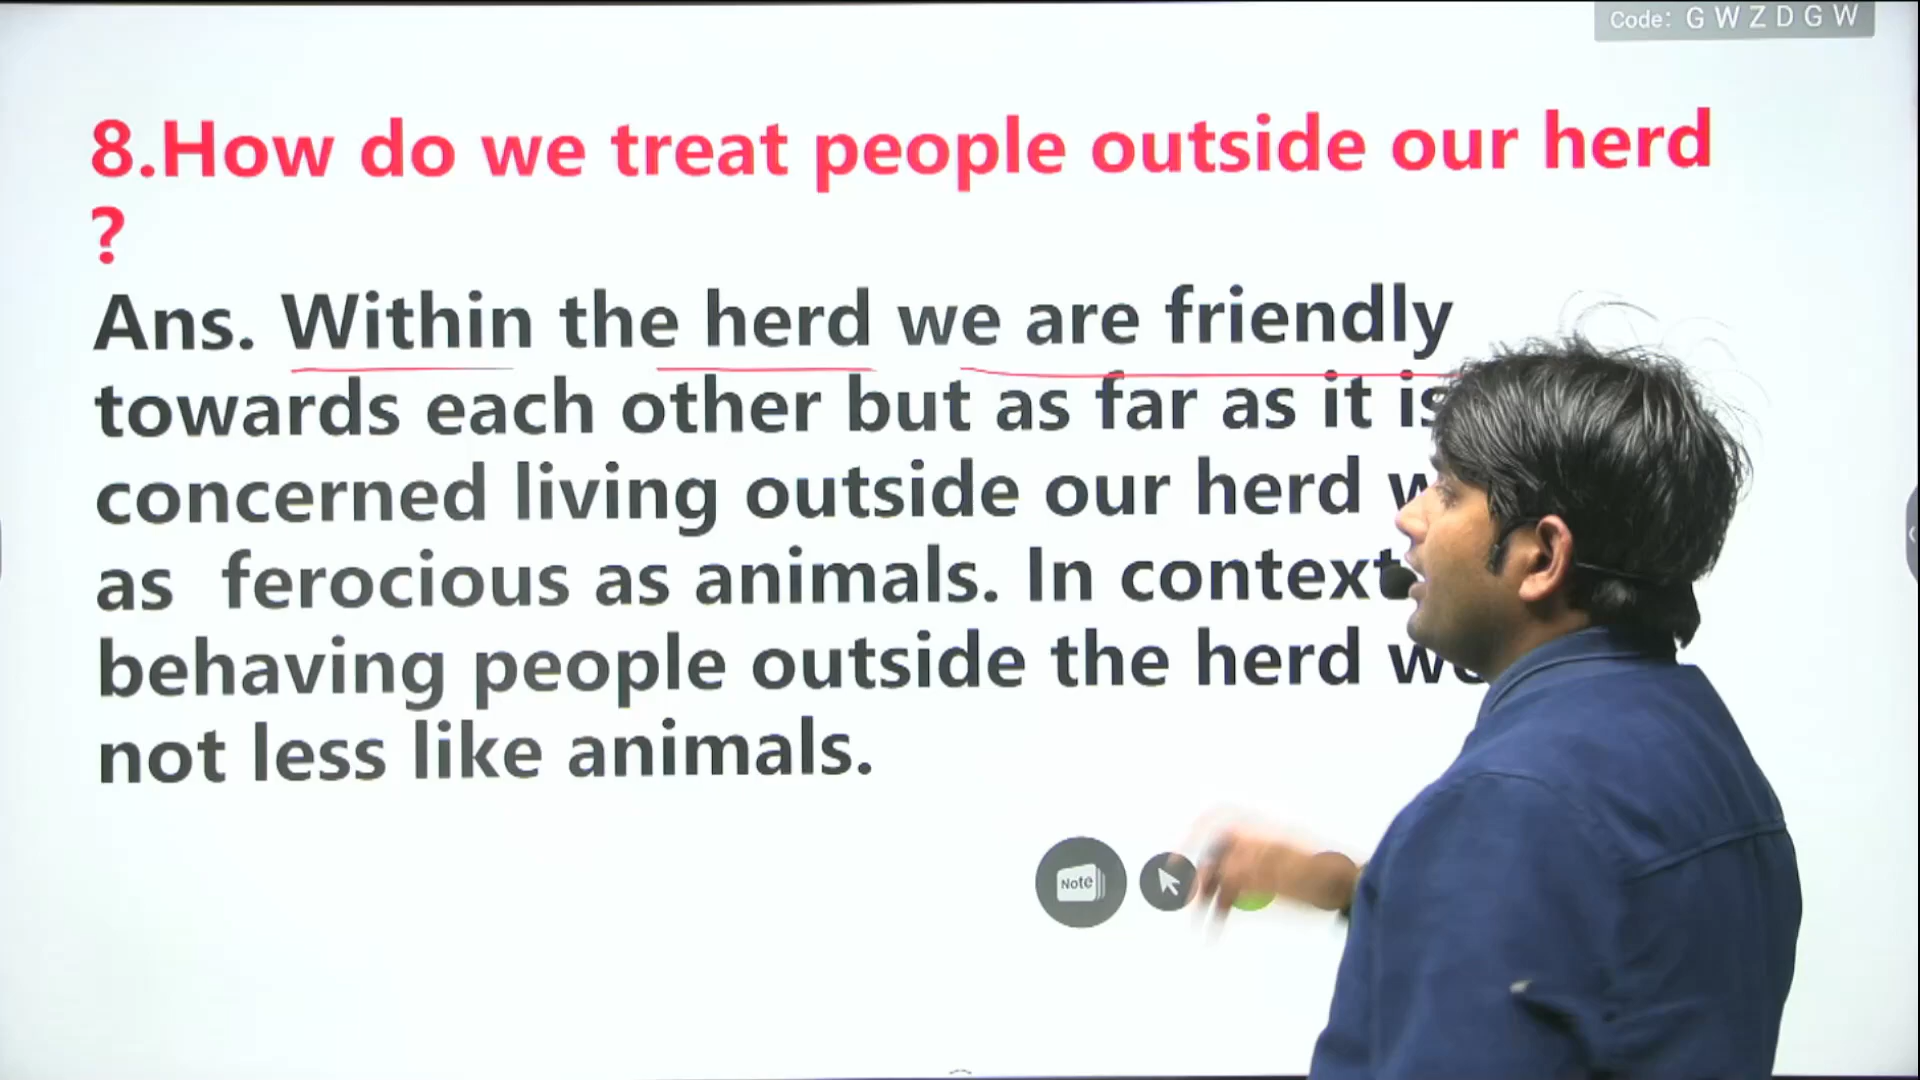 Code: G W Z D G W
8.How do we treat people outside our herd
?
Ans. Within the herd we are friendly
towards each other but as far as it is
concerned living outside our herd
as ferocious as animals. In context
behaving people outside the herd
not less like animals.
Note